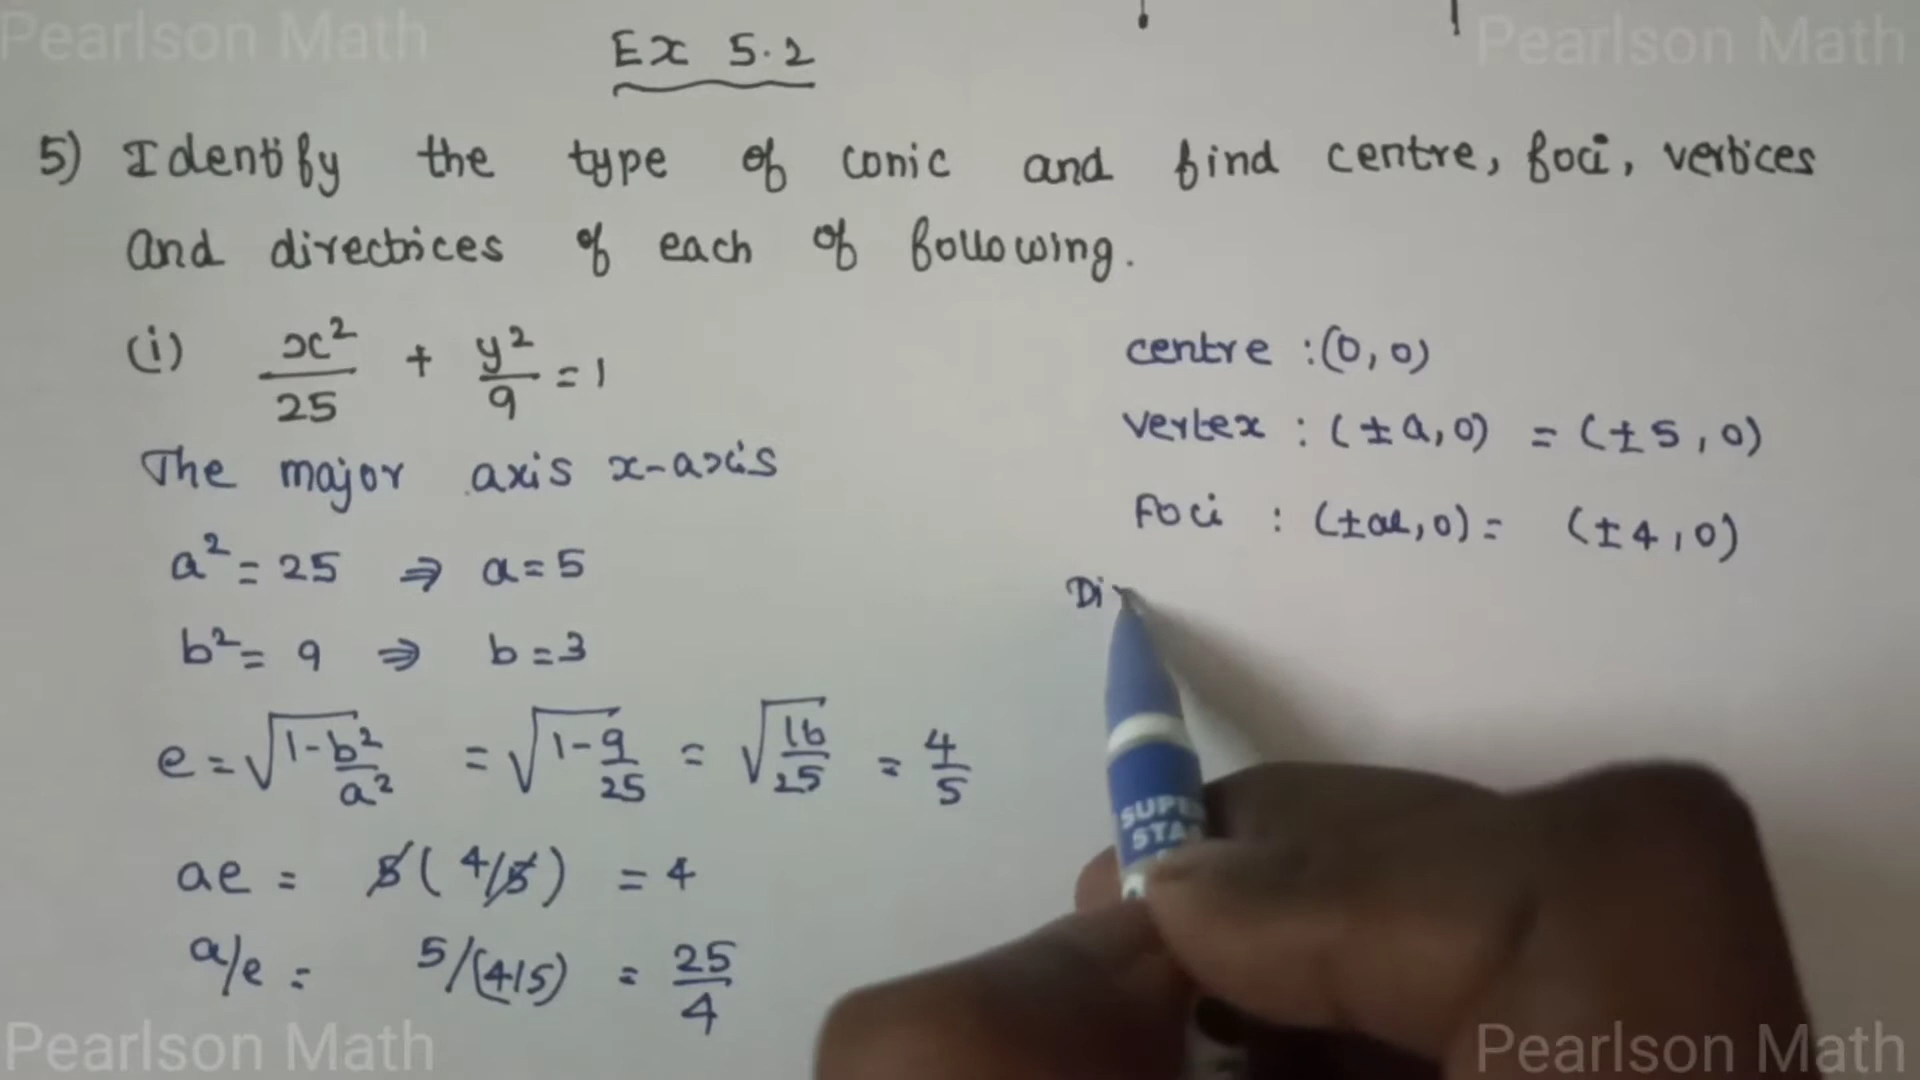 Pearlson Math
Pearlson Math
Ex 5.2
5) Identify the type of conic and find centre, foci, vertices
and directrices of each of following.
(i) x²/25 + y²/9 = 1
The major axis x-axis
a² = 25 ⇒ a = 5
b² = 9 ⇒ b = 3
e = √(1 - b²/a²) = √(1 - 9/25) = √(16/25) = 4/5
ae = 5(4/5) = 4
a/e = 5/(4/5) = 25/4
centre : (0, 0)
vertex : (±a, 0) = (±5, 0)
Foci : (±ae, 0) = (±4, 0)
Di
SUPE
STA
Pearlson Math
Pearlson Math